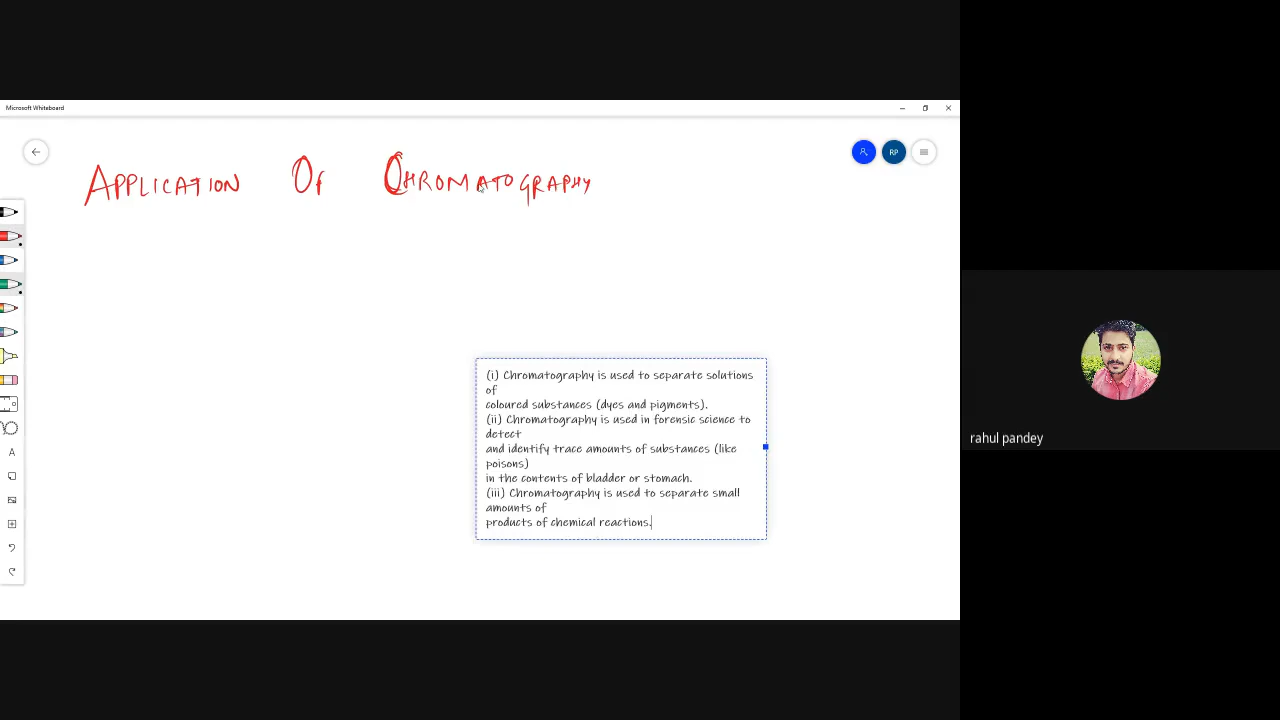 Microsoft Whiteboard
RP
APPLICATION OF CHROMATOGRAPHY
A
(i) Chromatography is used to separate solutions
of
coloured substances (dyes and pigments).
(ii) Chromatography is used in forensic science to
detect
and identify trace amounts of substances (like
poisons)
in the contents of bladder or stomach.
(iii) Chromatography is used to separate small
amounts of
products of chemical reactions.
rahul pandey